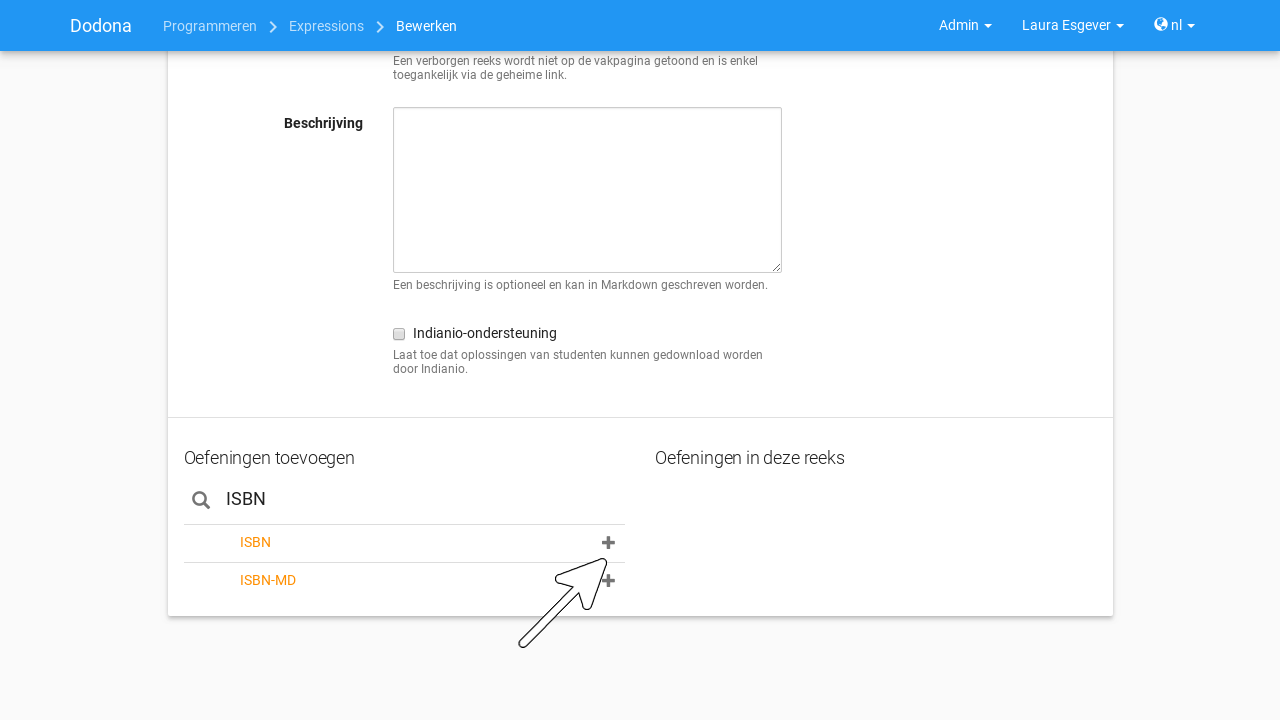 Dodona Programmeren Expressions Bewerken Admin Laura Esgever nl
Een verborgen reeks wordt niet op de vakpagina getoond en is enkel
toegankelijk via de geheime link.
Beschrijving
Een beschrijving is optioneel en kan in Markdown geschreven worden.
Indianio-ondersteuning
Laat toe dat oplossingen van studenten kunnen gedownload worden
door Indianio.
Oefeningen toevoegen
ISBN
ISBN
ISBN-MD
Oefeningen in deze reeks